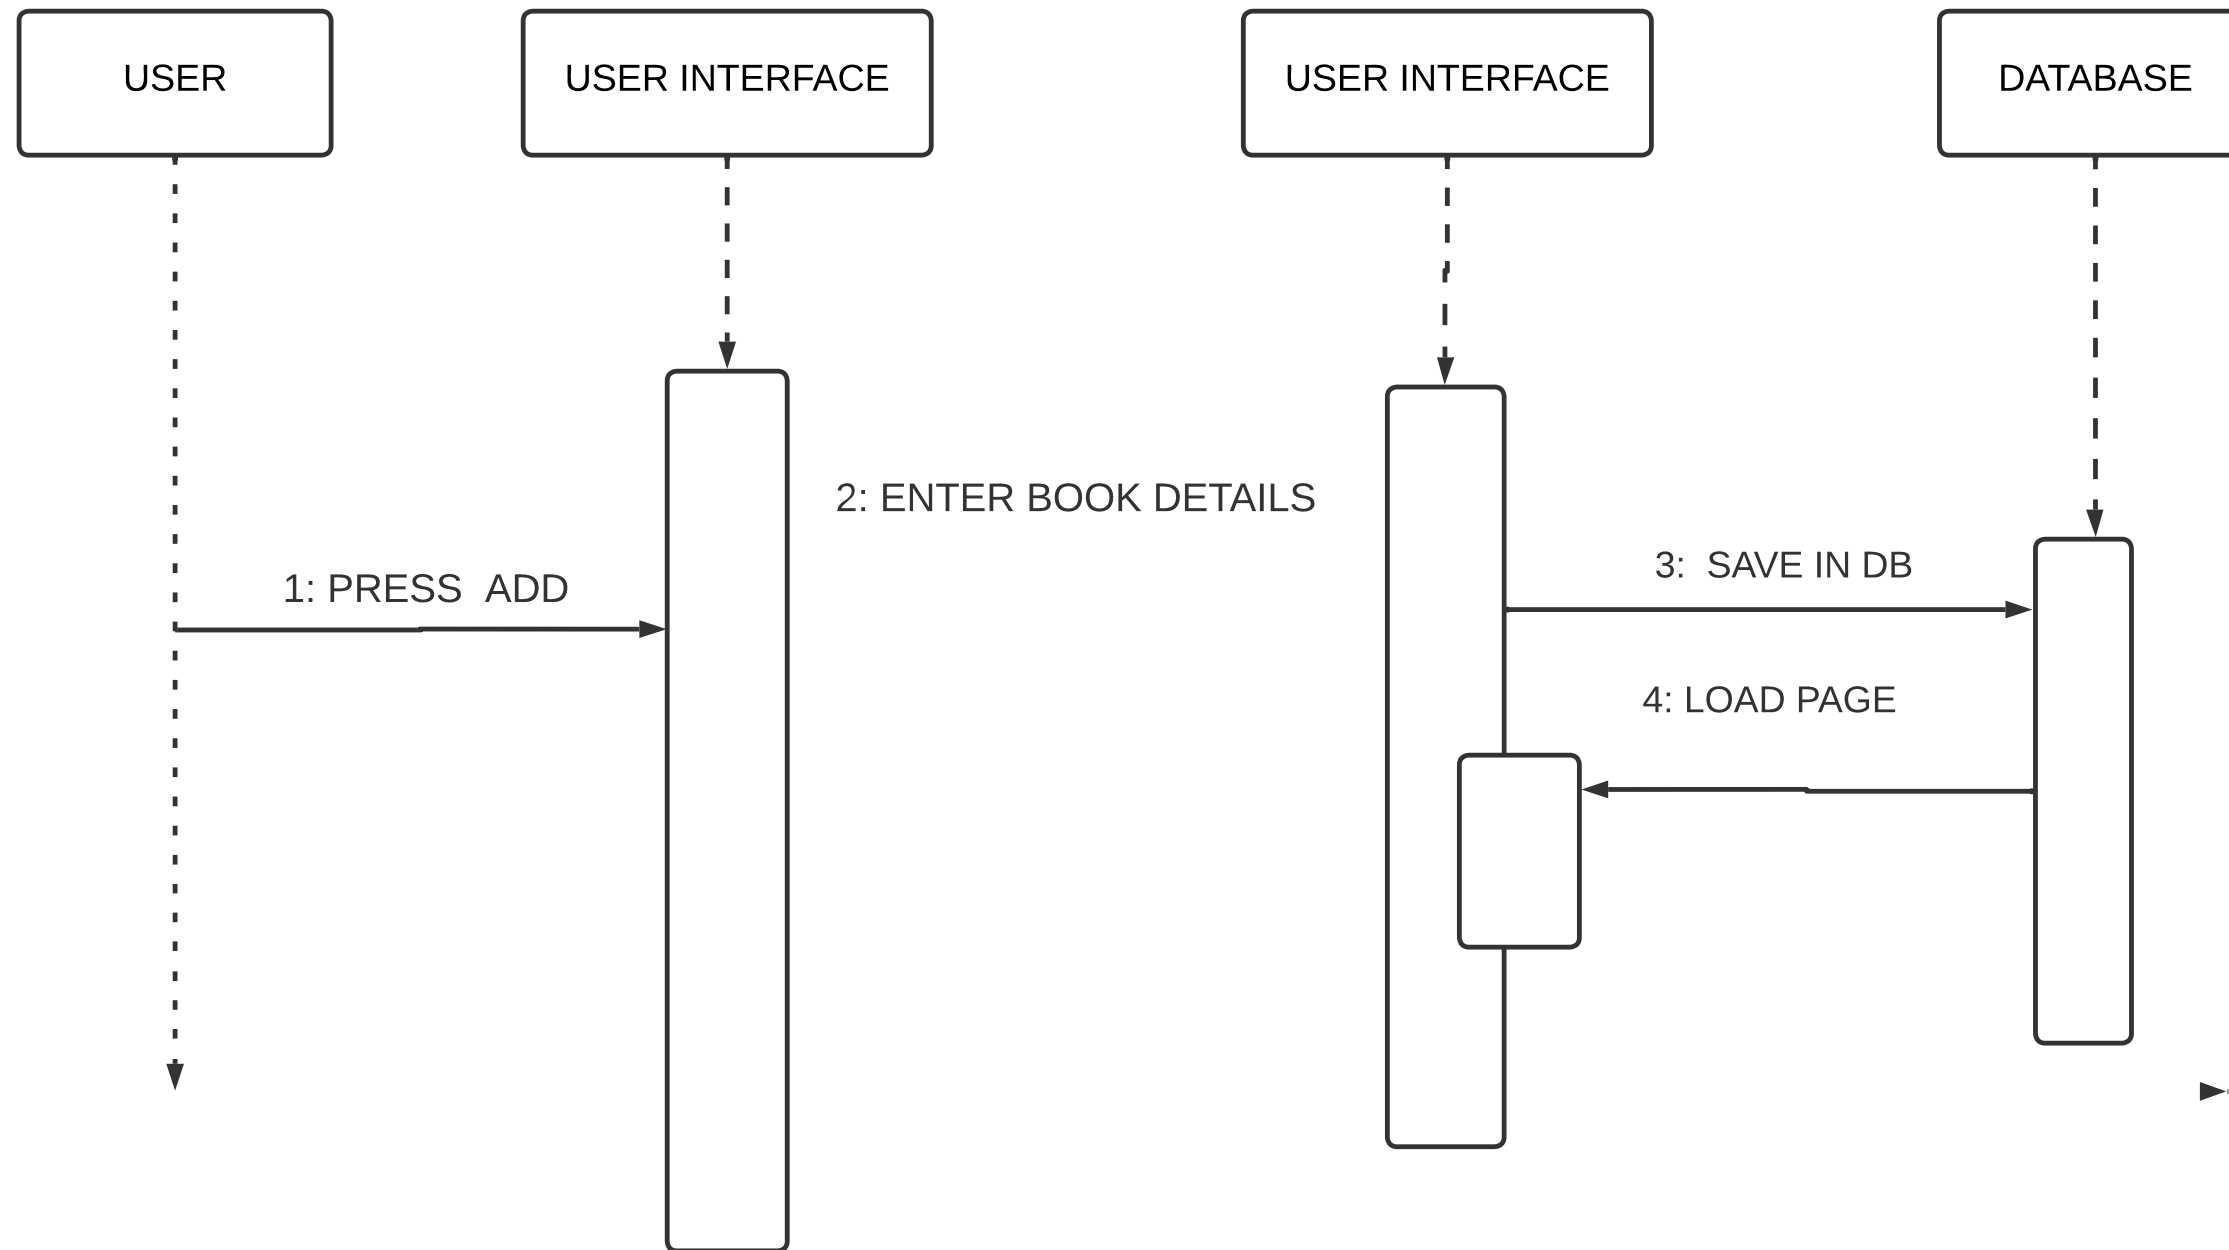 USER
USER INTERFACE
USER INTERFACE
DATABASE
2: ENTER BOOK DETAILS
3:  SAVE IN DB
1: PRESS  ADD
4: LOAD PAGE